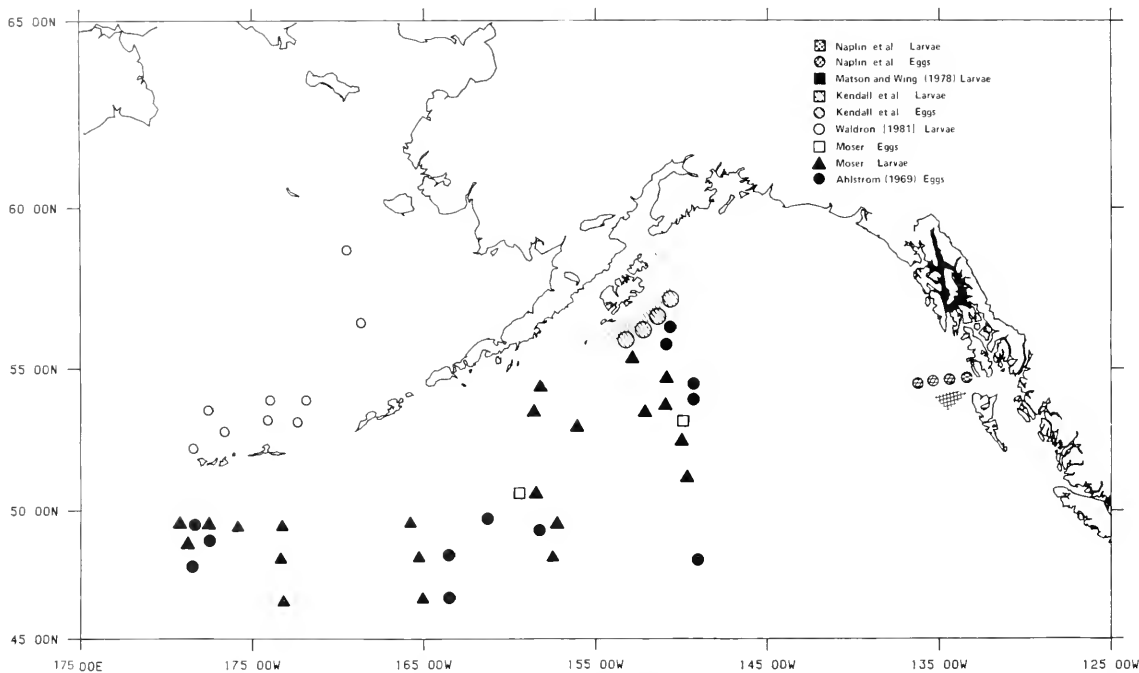 65 00N
Naplin et al Larvae
Naplin et al Eggs
Matson and Wing (1978) Larvae
Kendall et al Larvae
Kendall et al Eggs
Waldron (1981) Larvae
Moser Eggs
Moser Larvae
Ahlstrom (1969) Eggs
60 00N
55 00N
50 00N
45 00N
175 00E
175 00W
165 00W
155 00W
145 00W
135 00W
125 00W